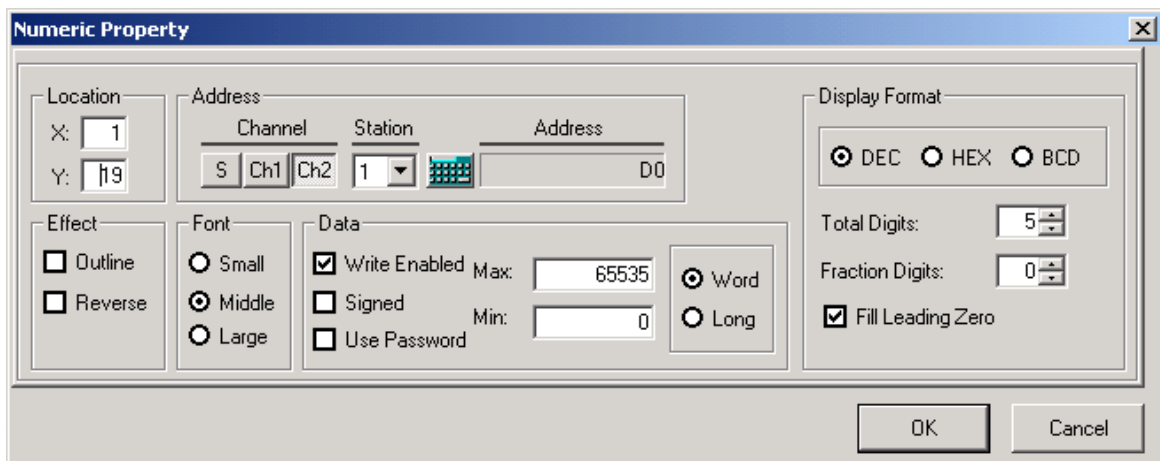 Numeric Property
Location
X: 1
Y: 19
Address
Channel Station Address
S Ch1 Ch2 1 D0
Effect
Outline
Reverse
Font
Small
Middle
Large
Data
Write Enabled
Signed
Use Password
Max: 65535
Min: 0
Word
Long
Display Format
DEC HEX BCD
Total Digits: 5
Fraction Digits: 0
Fill Leading Zero
OK Cancel